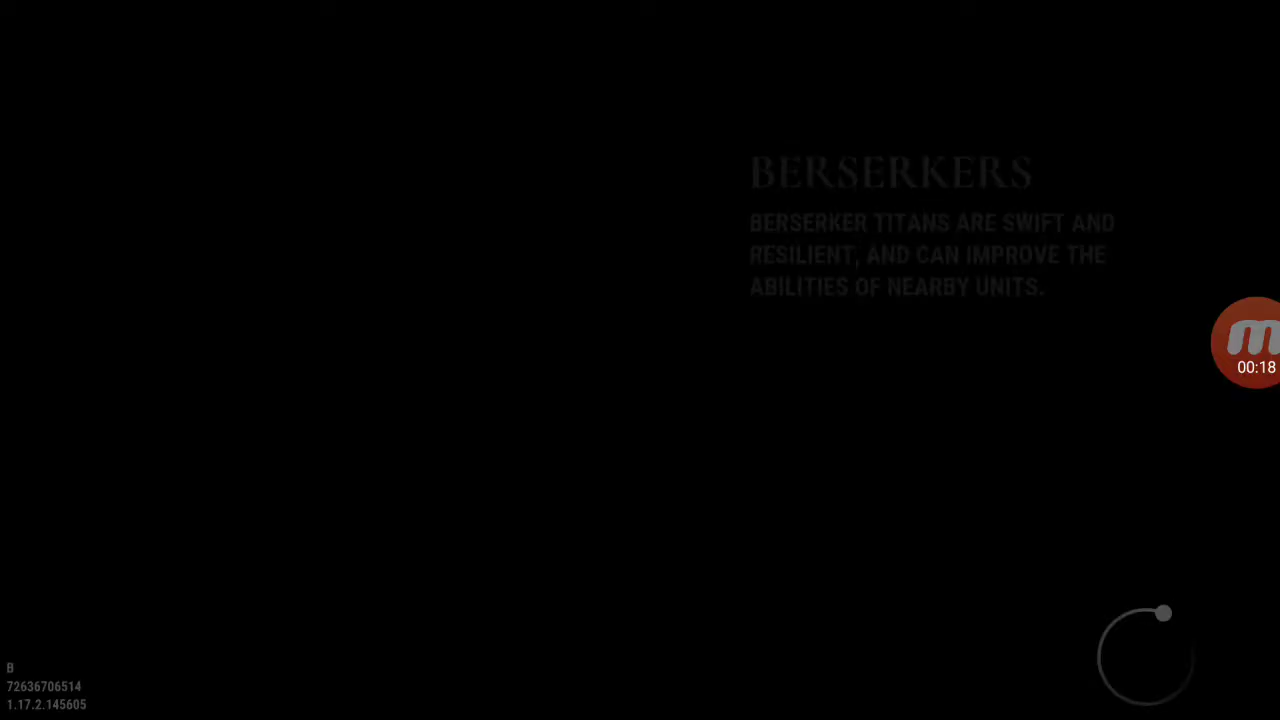 BERSERKERS
BERSERKER TITANS ARE SWIFT AND
RESILIENT, AND CAN IMPROVE THE
ABILITIES OF NEARBY UNITS.
m
00:18
B
72636706514
1.17.2.145605